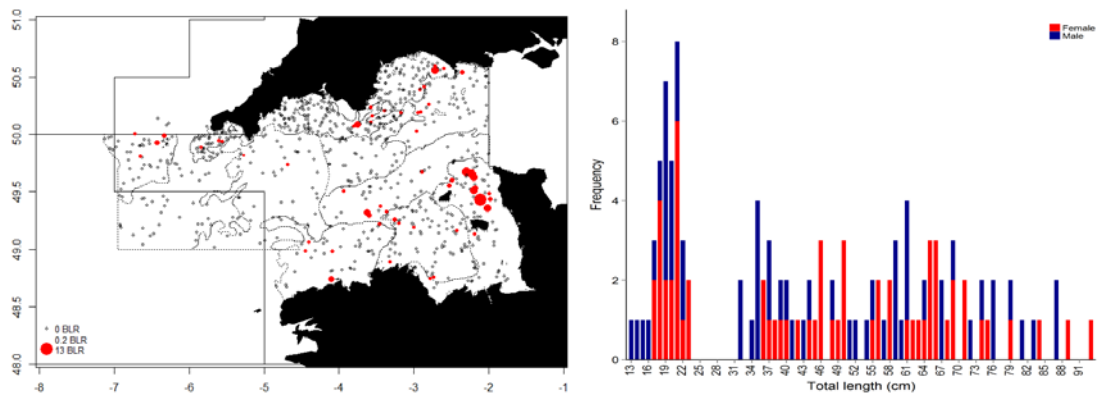 51.0
50.5
50.0
49.5
49.0
48.5
48.0
0 BLR
0.2 BLR
13 BLR
-8 -7 -6 -5 -4 -3 -2 -1
Female
Male
Frequency
8
6
4
2
0
13 16 19 22 25 28 31 34 37 40 43 46 49 52 55 58 61 64 67 70 73 76 79 82 85 88 91
Total length (cm)